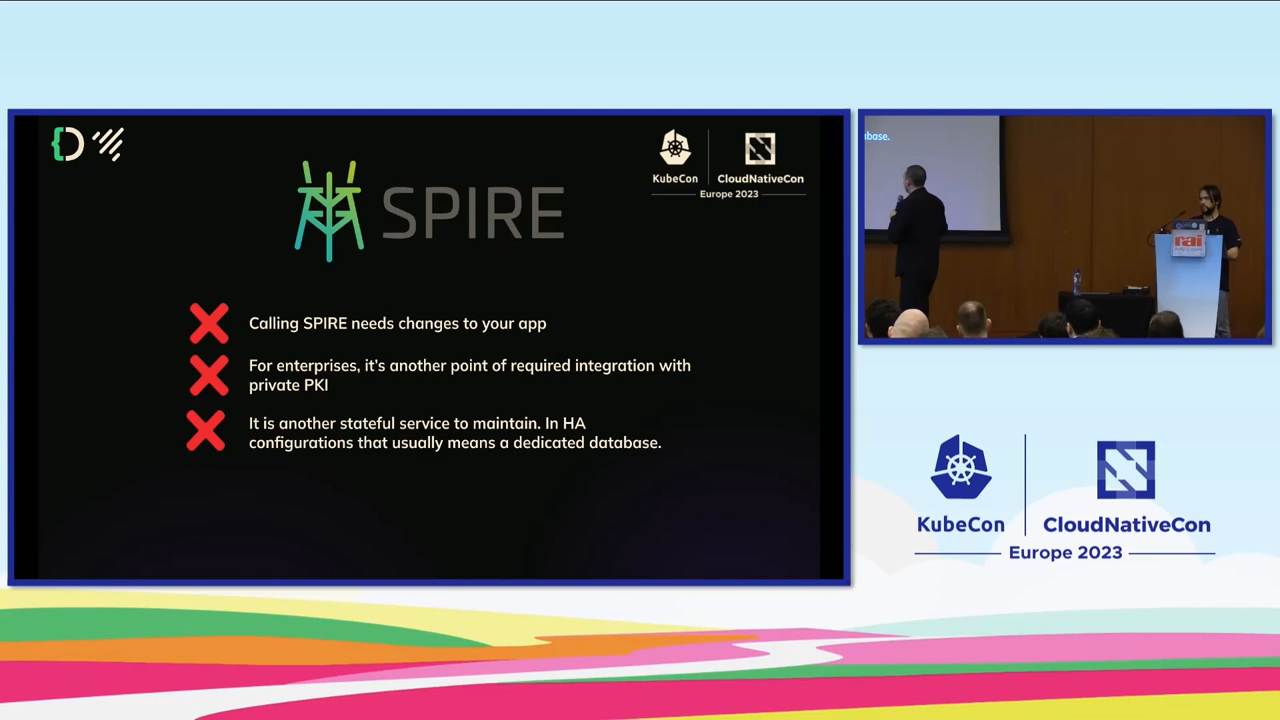 KubeCon
CloudNativeCon
Europe 2023
SPIRE
Calling SPIRE needs changes to your app
For enterprises, it's another point of required integration with
private PKI
It is another stateful service to maintain. In HA
configurations that usually means a dedicated database.
base.
rai
KubeCon
CloudNativeCon
Europe 2023